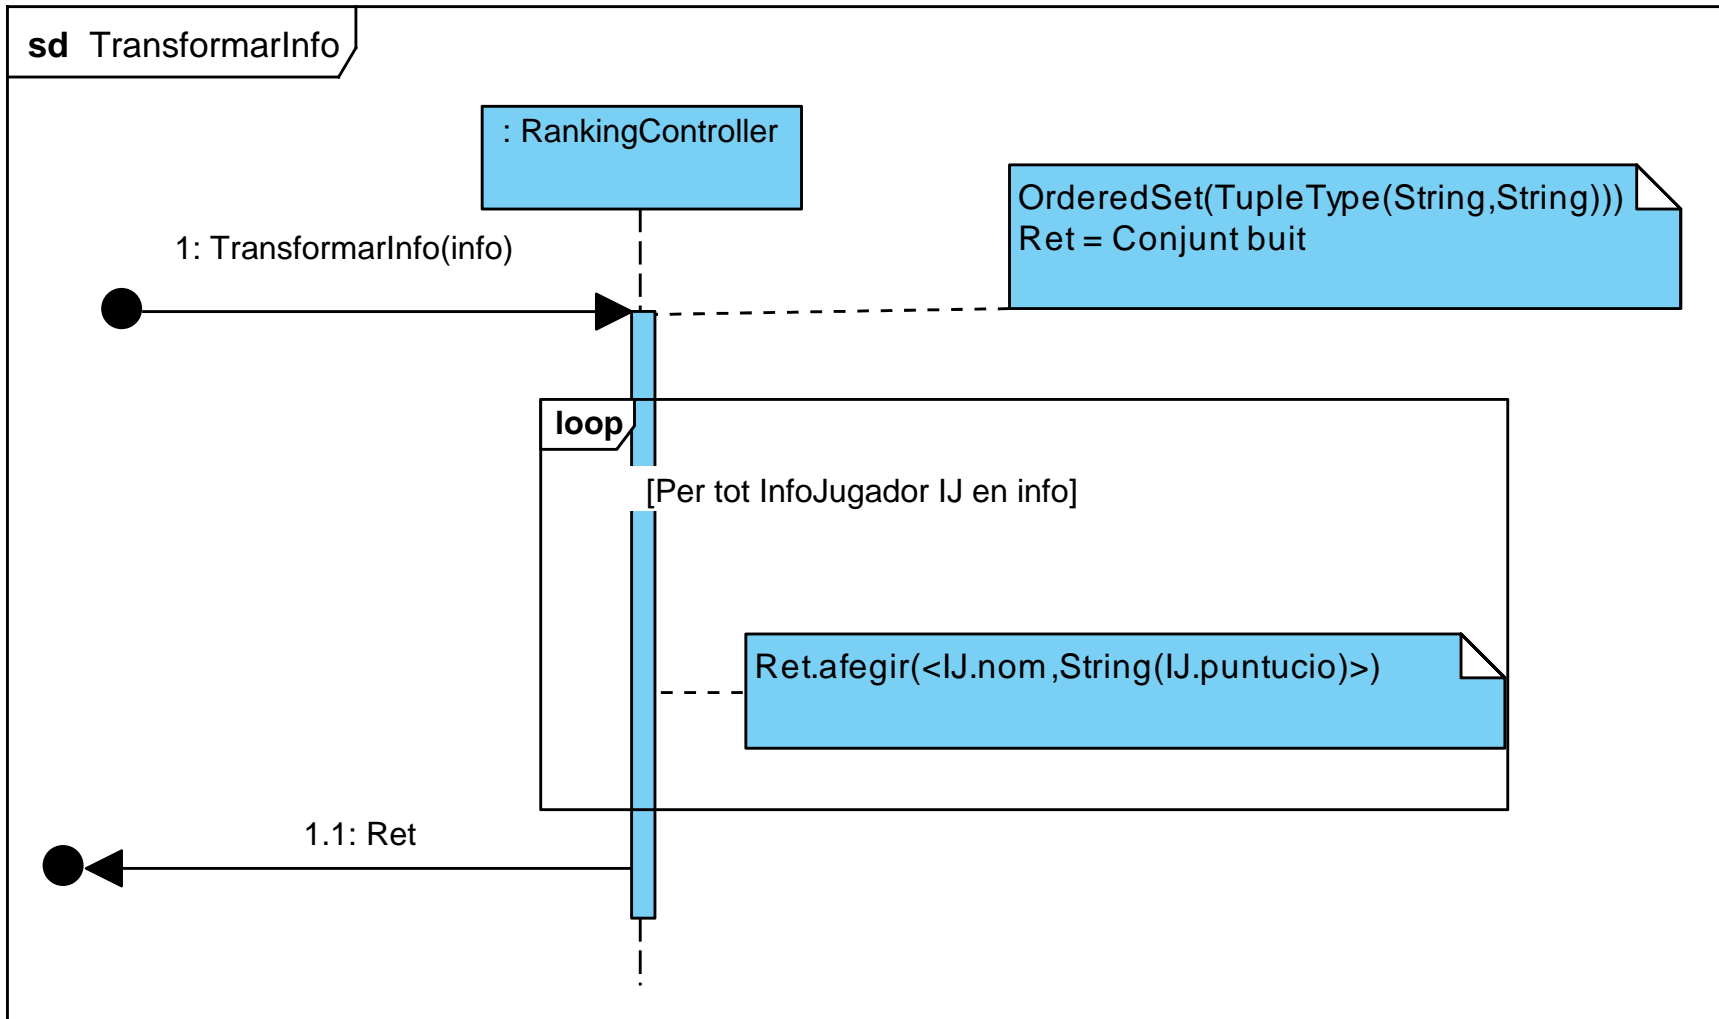 sd TransformarInfo
: RankingController
OrderedSet(TupleType(String,String)))
Ret = Conjunt buit
1: TransformarInfo(info)
loop
[Per tot InfoJugador IJ en info]
Ret.afegir(<IJ.nom,String(IJ.puntucio)>)
1.1: Ret